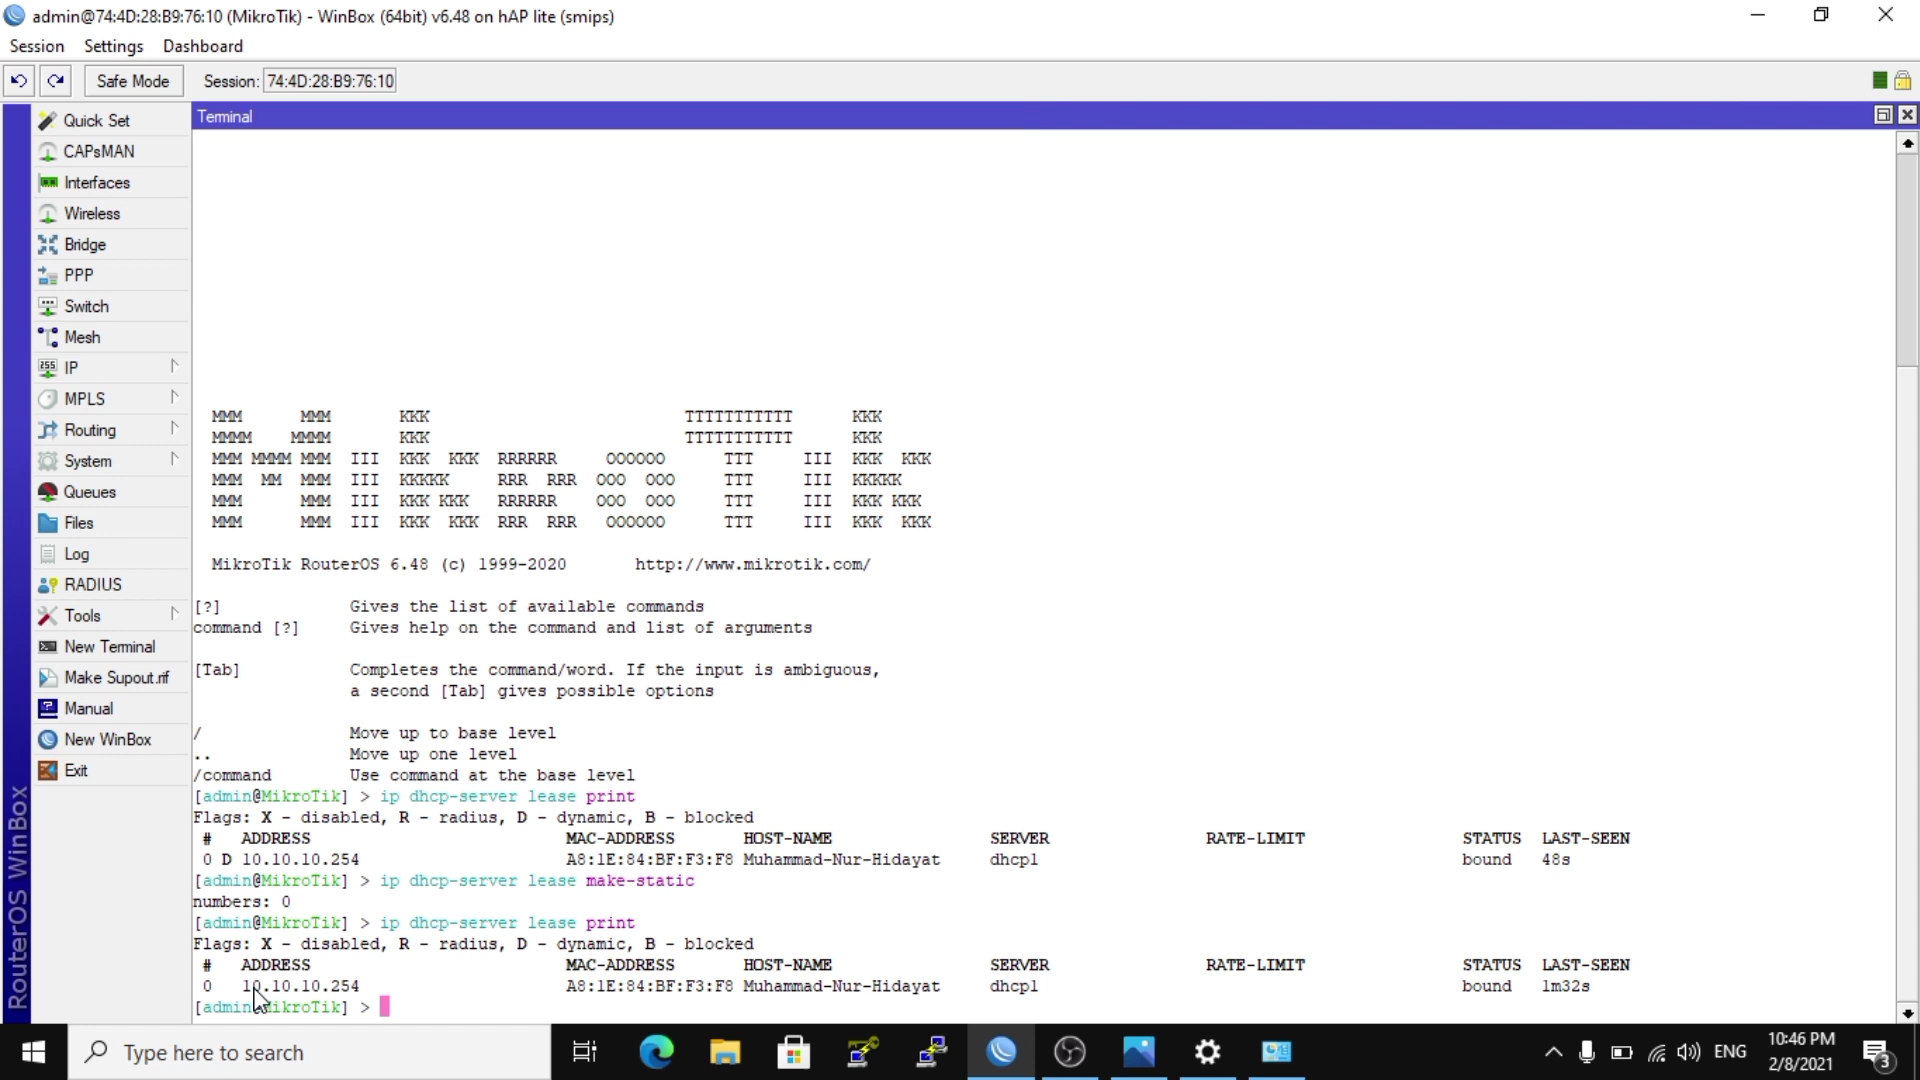 admin@74:4D:28:B9:76:10 (MikroTik) - WinBox (64bit) v6.48 on hAP lite (smips)
Session Settings Dashboard
Safe Mode Session: 74:4D:28:B9:76:10
Quick Set
CAPsMAN
Interfaces
Wireless
Bridge
PPP
Switch
Mesh
IP
MPLS
Routing
System
Queues
Files
Log
RADIUS
Tools
New Terminal
Make Supout.rif
Manual
New WinBox
Exit
RouterOS WinBox
Terminal
MMM      MMM       KKK                          TTTTTTTTTTT      KKK
MMMM    MMMM       KKK                          TTTTTTTTTTT      KKK
MMM MMMM MMM  III  KKK  KKK  RRRRRR     OOOOOO      TTT     III  KKK  KKK
MMM  MM  MMM  III  KKKKK     RRR  RRR  OOO  OOO     TTT     III  KKKKK
MMM      MMM  III  KKK KKK   RRRRRR    OOO  OOO     TTT     III  KKK KKK
MMM      MMM  III  KKK  KKK  RRR  RRR   OOOOOO      TTT     III  KKK  KKK
MikroTik RouterOS 6.48 (c) 1999-2020       http://www.mikrotik.com/
[?]             Gives the list of available commands
command [?]     Gives help on the command and list of arguments
[Tab]           Completes the command/word. If the input is ambiguous,
a second [Tab] gives possible options
/               Move up to base level
..              Move up one level
/command        Use command at the base level
[admin@MikroTik] > ip dhcp-server lease print
Flags: X - disabled, R - radius, D - dynamic, B - blocked
# ADDRESS MAC-ADDRESS HOST-NAME SERVER RATE-LIMIT STATUS LAST-SEEN
0 D 10.10.10.254 A8:1E:84:BF:F3:F8 Muhammad-Nur-Hidayat dhcp1 bound 48s
[admin@MikroTik] > ip dhcp-server lease make-static
numbers: 0
[admin@MikroTik] > ip dhcp-server lease print
Flags: X - disabled, R - radius, D - dynamic, B - blocked
# ADDRESS MAC-ADDRESS HOST-NAME SERVER RATE-LIMIT STATUS LAST-SEEN
0 10.10.10.254 A8:1E:84:BF:F3:F8 Muhammad-Nur-Hidayat dhcp1 bound 1m32s
[admin@MikroTik] >
Type here to search
ENG
10:46 PM
2/8/2021
3